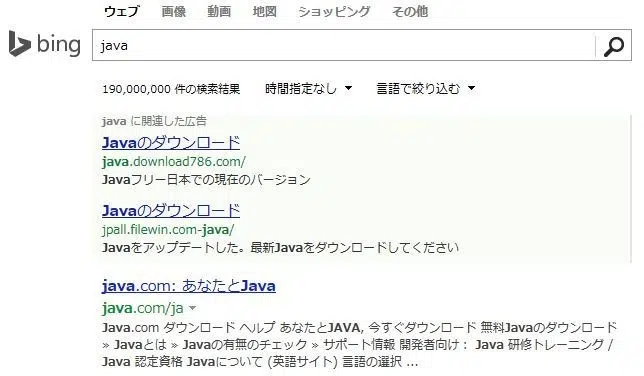 ウェブ 画像 動画 地図 ショッピング その他
bing java
190,000,000 件の検索結果 時間指定なし 言語で絞り込む
java に関連した広告
Javaのダウンロード
java.download786.com/
Javaフリー日本での現在のバージョン
Javaのダウンロード
jpall.filewin.com-java/
Javaをアップデートした。最新Javaをダウンロードしてください
java.com: あなたとJava
java.com/ja
Java.com ダウンロード ヘルプ あなたとJAVA, 今すぐダウンロード 無料Javaのダウンロード
» Javaとは » Javaの有無のチェック » サポート情報 開発者向け： Java 研修トレーニング /
Java 認定資格 Javaについて (英語サイト) 言語の選択 ...